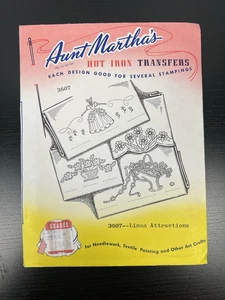 Aunt Martha's
HOT IRON TRANSFERS
EACH DESIGN GOOD FOR SEVERAL STAMPINGS
3607
3607--Linen Attractions
for Needlework, Textile Painting and Other Art Crafts